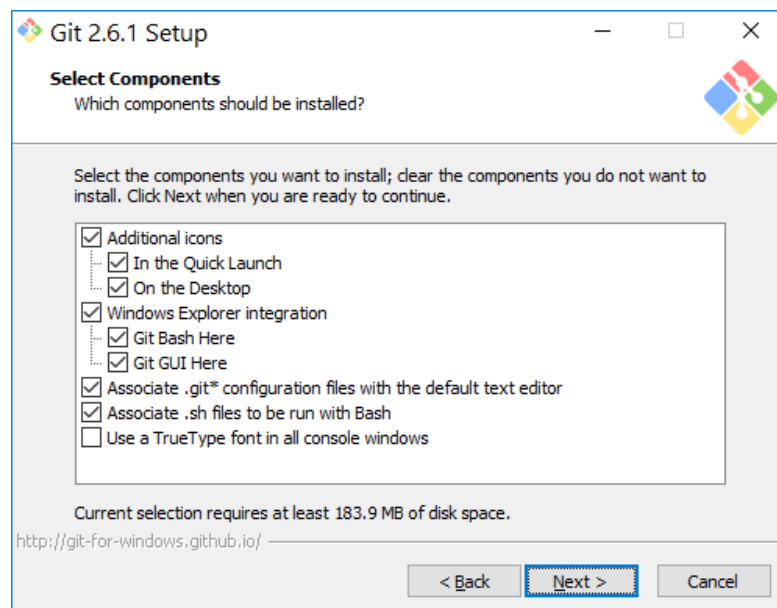 Git 2.6.1 Setup
Select Components
Which components should be installed?
Select the components you want to install; clear the components you do not want to
install. Click Next when you are ready to continue.
Additional icons
In the Quick Launch
On the Desktop
Windows Explorer integration
Git Bash Here
Git GUI Here
Associate .git* configuration files with the default text editor
Associate .sh files to be run with Bash
Use a TrueType font in all console windows
Current selection requires at least 183.9 MB of disk space.
http://git-for-windows.github.io/
< Back Next > Cancel